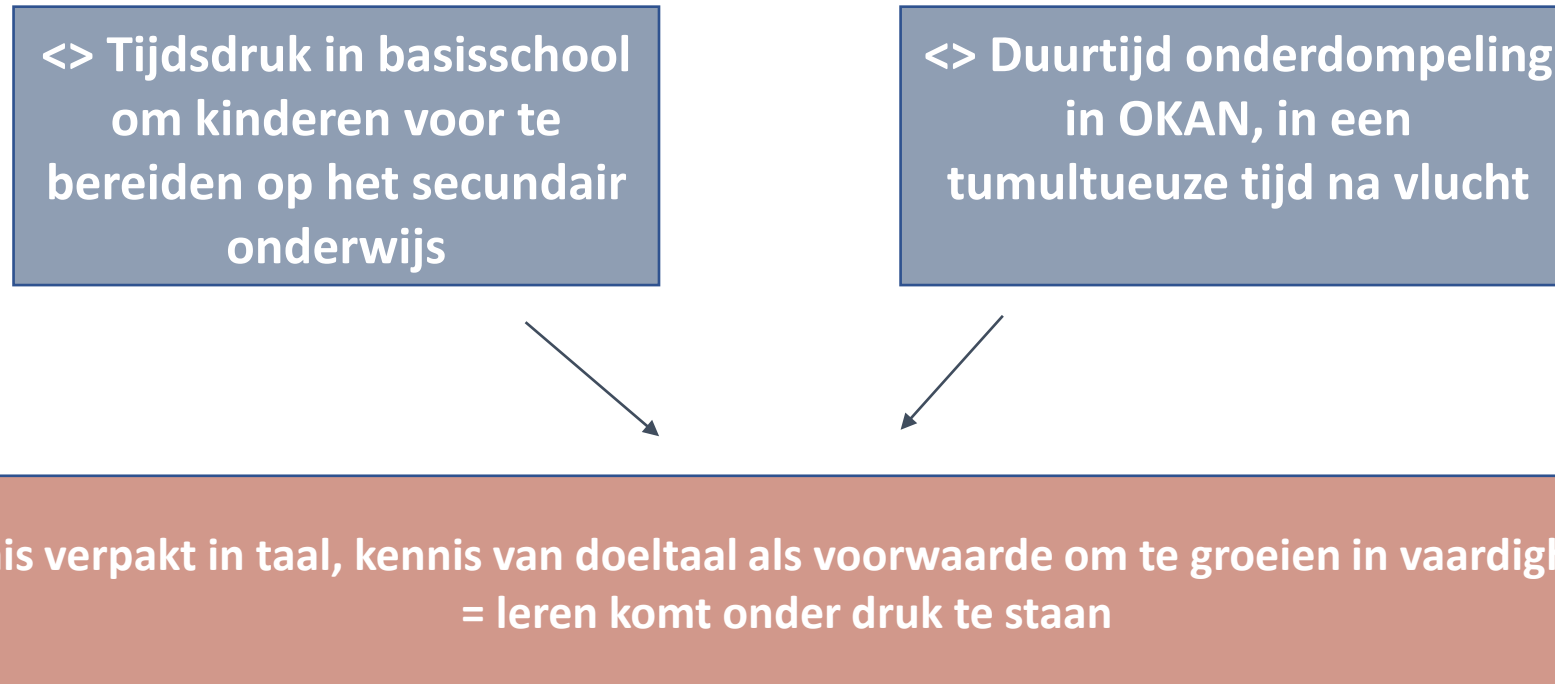 <> Tijdsdruk in basisschool
om kinderen voor te
bereiden op het secundair
onderwijs
<> Duurtijd onderdompeling
in OKAN, in een
tumultueuze tijd na vlucht
verpakt in taal, kennis van doeltaal als voorwaarde om te groeien in
= leren komt onder druk te staan